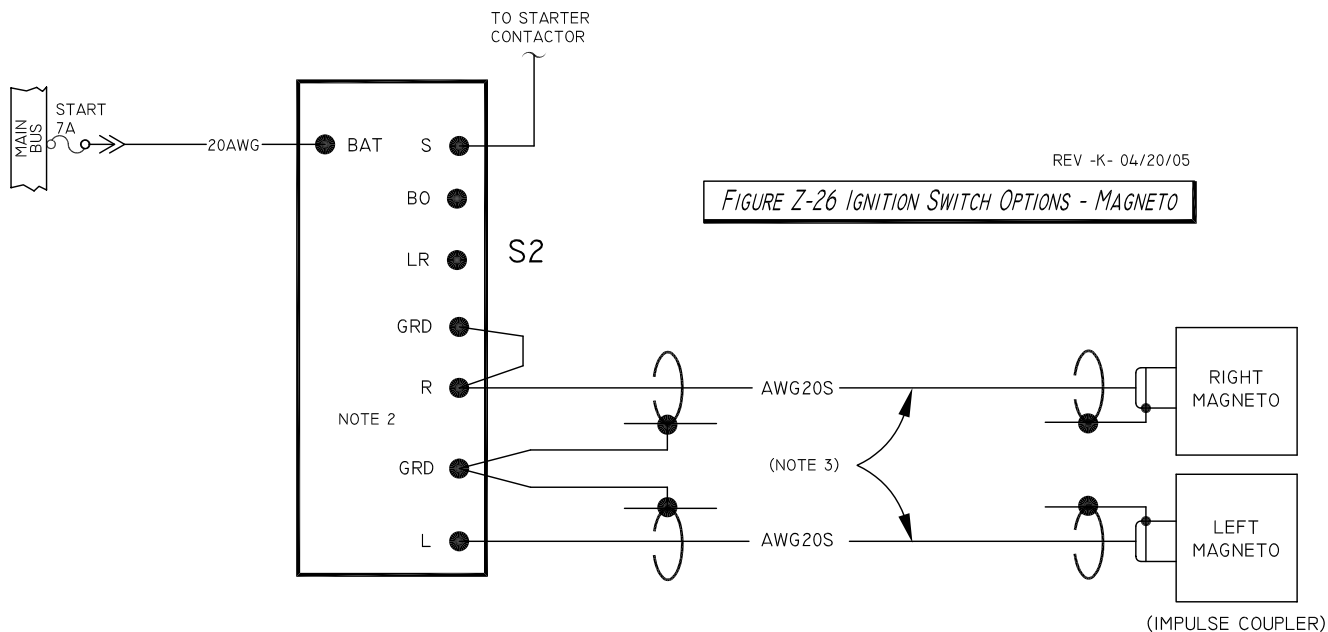 TO STARTER
CONTACTOR
MAIN
BUS
START
7A
20AWG
BAT
S
BO
LR
S2
GRD
R
NOTE 2
GRD
L
REV -K- 04/20/05
FIGURE Z-26 IGNITION SWITCH OPTIONS - MAGNETO
AWG20S
(NOTE 3)
AWG20S
RIGHT
MAGNETO
LEFT
MAGNETO
(IMPULSE COUPLER)